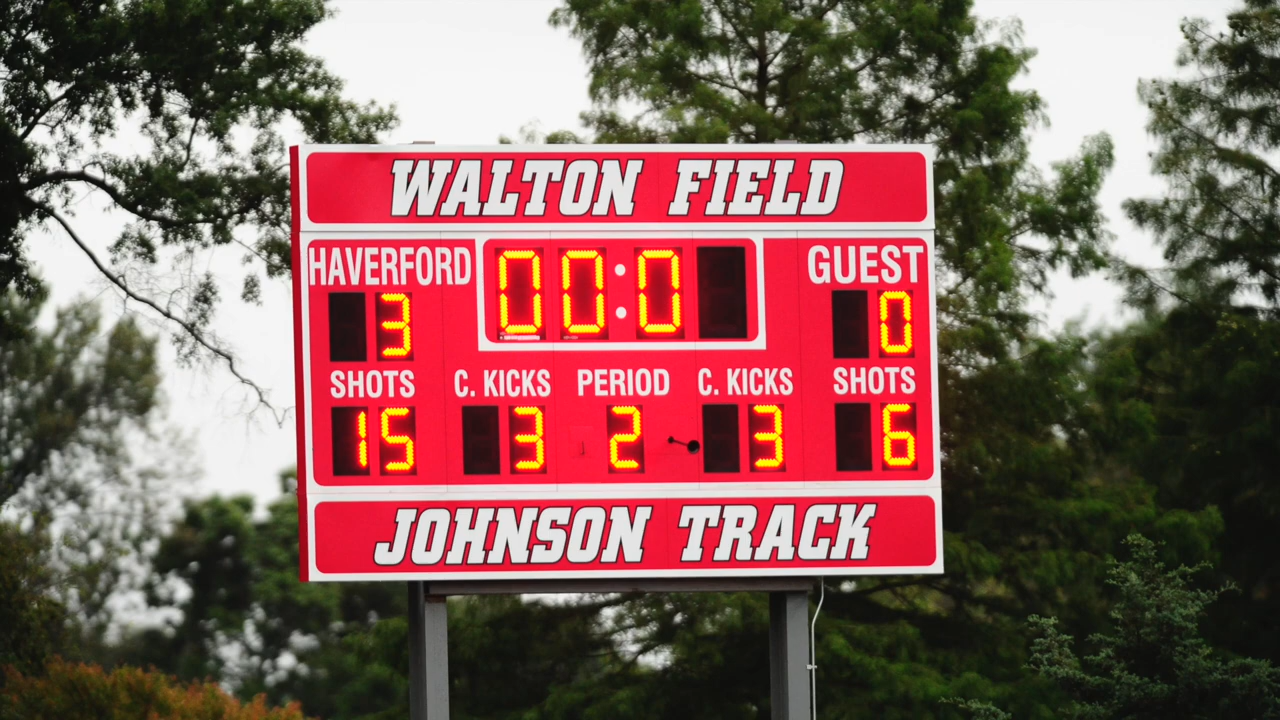 WALTON FIELD
HAVERFORD 00:0 GUEST
3 0
SHOTS C. KICKS PERIOD C. KICKS SHOTS
15 3 2 3 6
JOHNSON TRACK